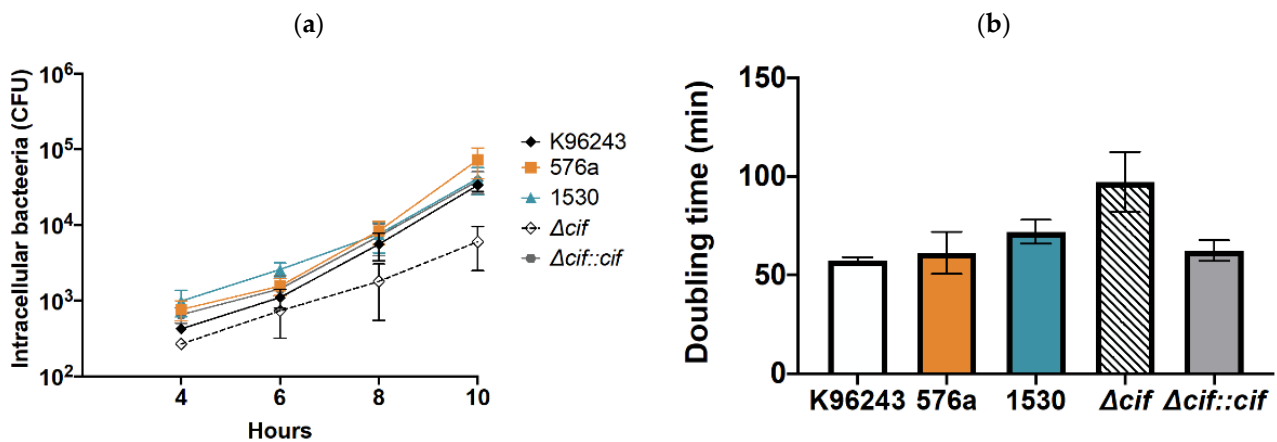 (a)
Intracellular bacteeria (CFU)
10⁶
10⁵
10⁴
10³
10²
4 6 8 10
Hours
K96243
576a
1530
Δcif
Δcif::cif
(b)
Doubling time (min)
150
100
50
0
K96243 576a 1530 Δcif Δcif::cif